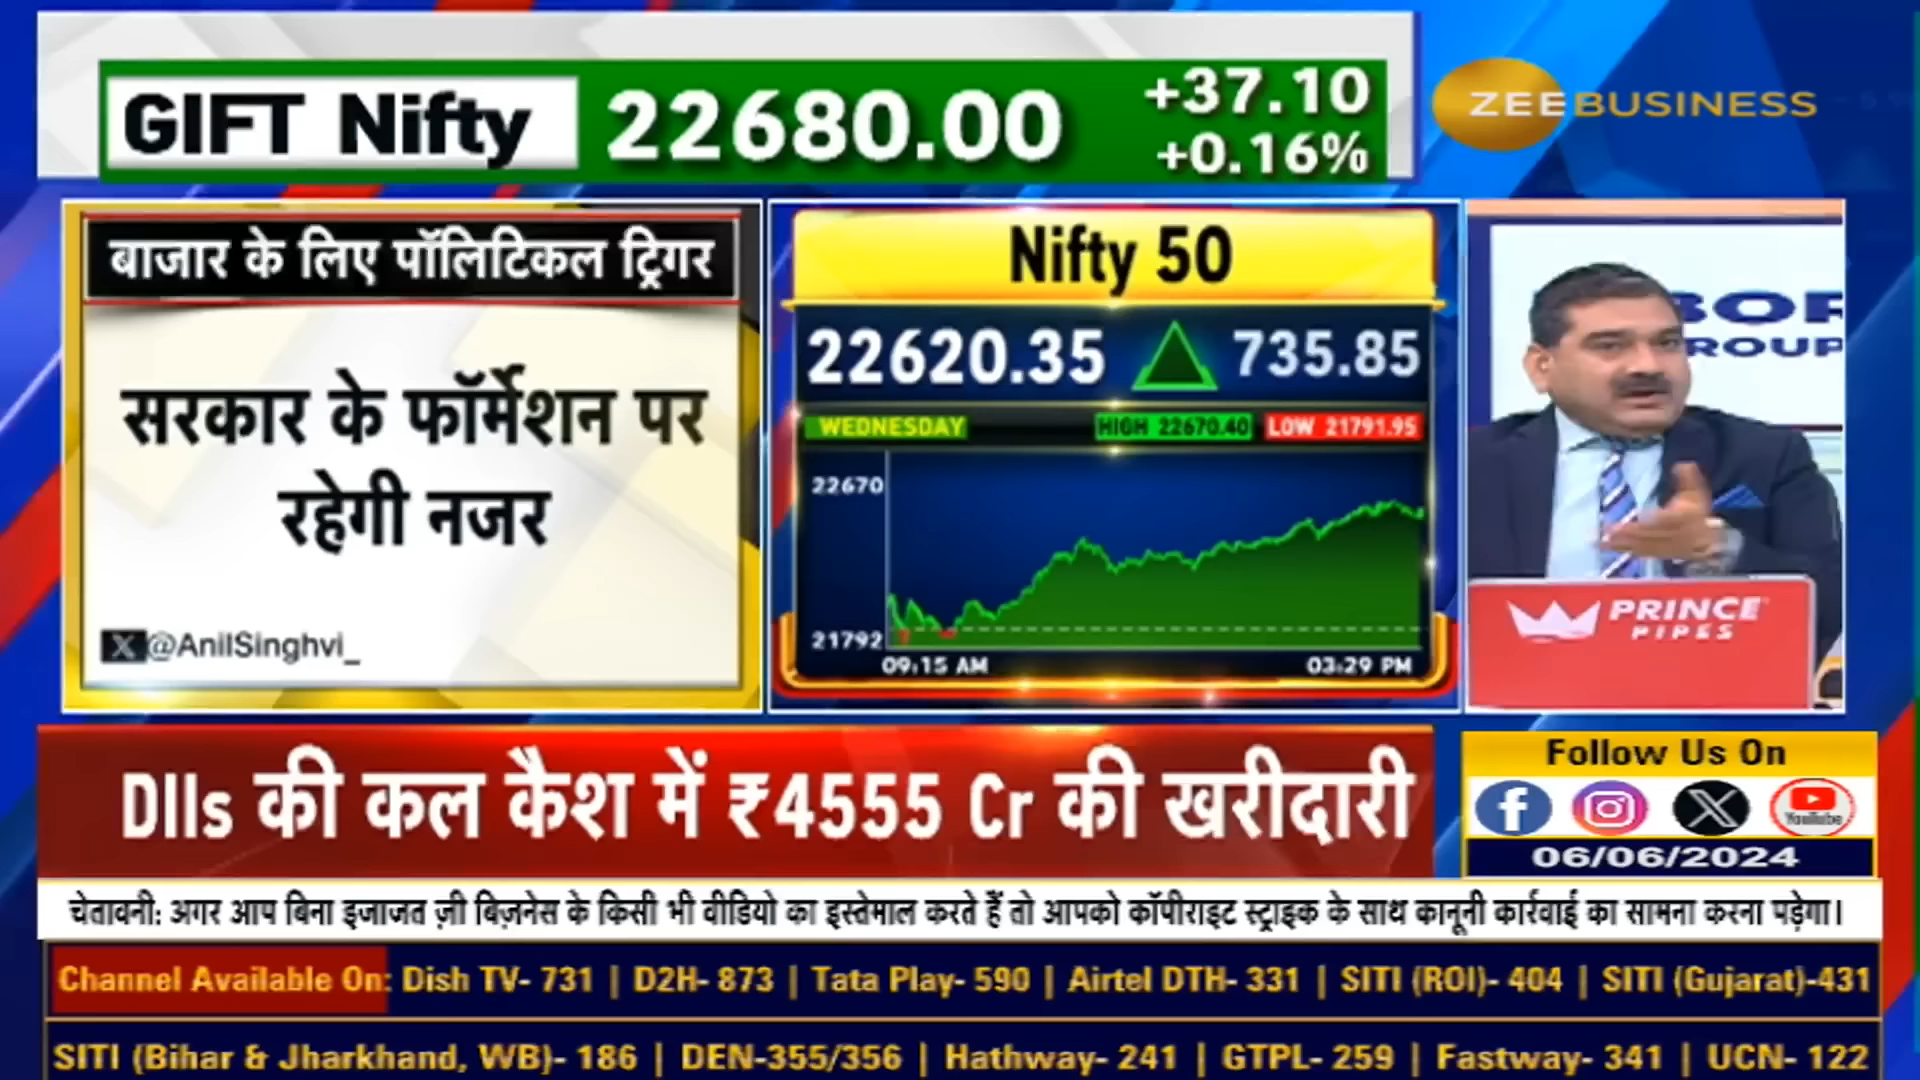 GIFT Nifty 22680.00 +37.10
+0.16%
ZEEBUSINESS
बाजार के लिए पॉलिटिकल ट्रिगर
सरकार के फॉर्मेशन पर
रहेगी नजर
X@AnilSinghvi_
Nifty 50
22620.35 735.85
WEDNESDAY HIGH 22670.40 LOW 21791.95
22670
21792
09:15 AM 03:29 PM
BOR
ROUP
PRINCE
PIPES
DIIs की कल कैश में ₹4555 Cr की खरीदारी
Follow Us On
YouTube
06/06/2024
चेतावनी: अगर आप बिना इजाजत ज़ी बिज़नेस के किसी भी वीडियो का इस्तेमाल करते हैं तो आपको कॉपीराइट स्ट्राइक के साथ कानूनी कार्रवाई का सामना करना पड़ेगा।
Channel Available On: Dish TV- 731 | D2H- 873 | Tata Play- 590 | Airtel DTH- 331 | SITI (ROI)- 404 | SITI (Gujarat)-431
SITI (Bihar & Jharkhand, WB)- 186 | DEN-355/356 | Hathway- 241 | GTPL- 259 | Fastway- 341 | UCN- 122